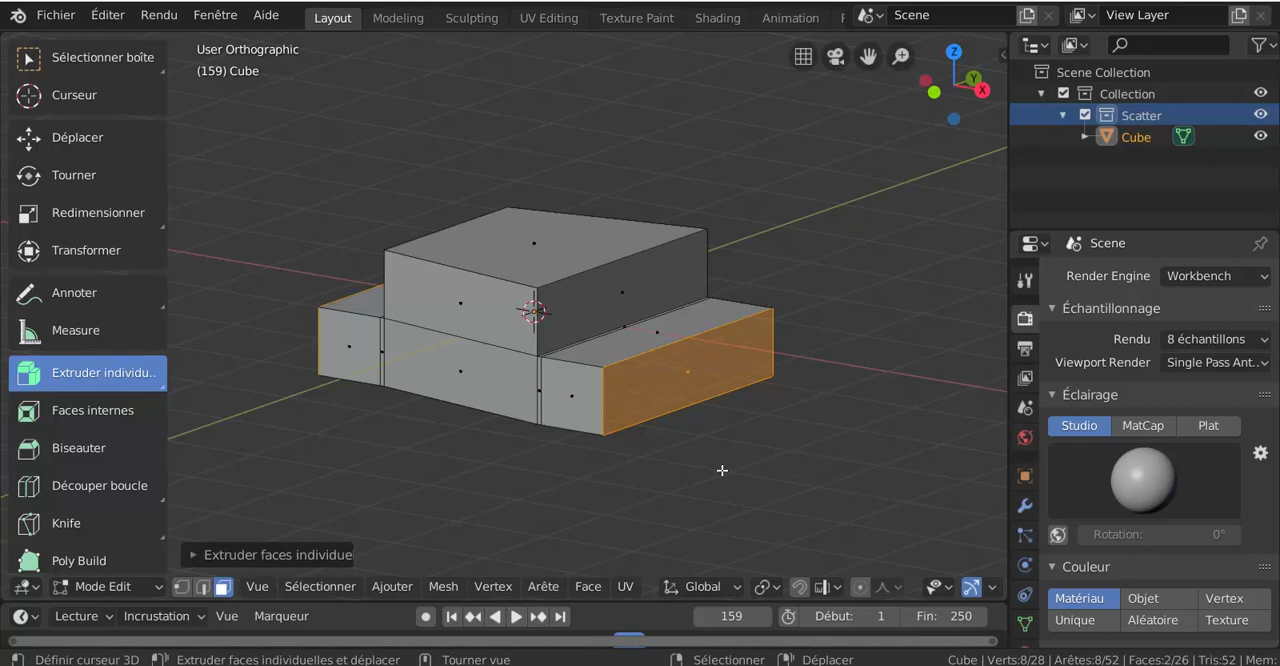 Fichier Éditer Rendu Fenêtre Aide Layout Modeling Sculpting UV Editing Texture Paint Shading Animation Scene View Layer
User Orthographic
(159) Cube
Sélectionner boîte
Curseur
Déplacer
Tourner
Redimensionner
Transformer
Annoter
Measure
Extruder individu..
Faces internes
Biseauter
Découper boucle
Knife
Poly Build
Z
Y
X
Extruder faces individue
Scene Collection
Collection
Scatter
Cube
Scene
Render Engine Workbench
Échantillonnage
Rendu 8 échantillons
Viewport Render Single Pass Ant..
Éclairage
Studio MatCap Plat
Rotation: 0°
Couleur
Matériau Objet Vertex
Unique Aléatoire Texture
Mode Edit Vue Sélectionner Ajouter Mesh Vertex Arête Face UV Global
Lecture Incrustation Vue Marqueur 159 Début: 1 Fin: 250
Définir curseur 3D Extruder faces individuelles et déplacer Tourner vue Sélectionner Déplacer Cube | Verts:8/28 | Arêtes:8/52 | Faces:2/26 | Tris:52 | Mem: